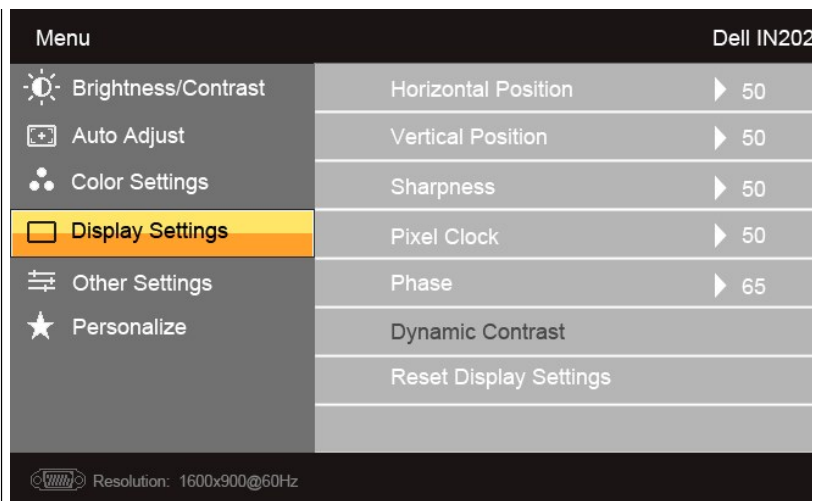 Menu
Dell IN202
Brightness/Contrast
Auto Adjust
Color Settings
Display Settings
Other Settings
Personalize
Horizontal Position 50
Vertical Position 50
Sharpness 50
Pixel Clock 50
Phase 65
Dynamic Contrast
Reset Display Settings
Resolution: 1600x900@60Hz